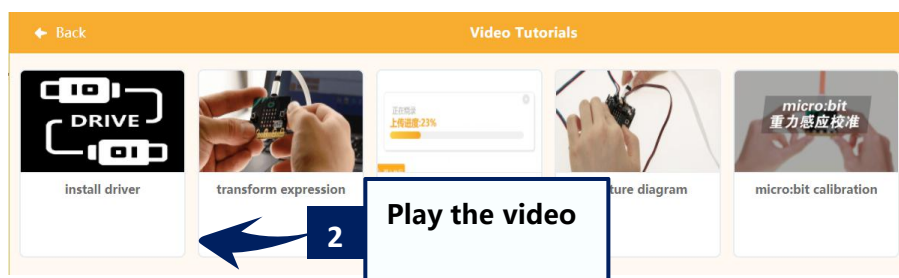 Back
Video Tutorials
DRIVE
正在烧录
上传进度:23%
micro:bit
重力感应校准
install driver
transform expression
ture diagram
micro:bit calibration
2
Play the video